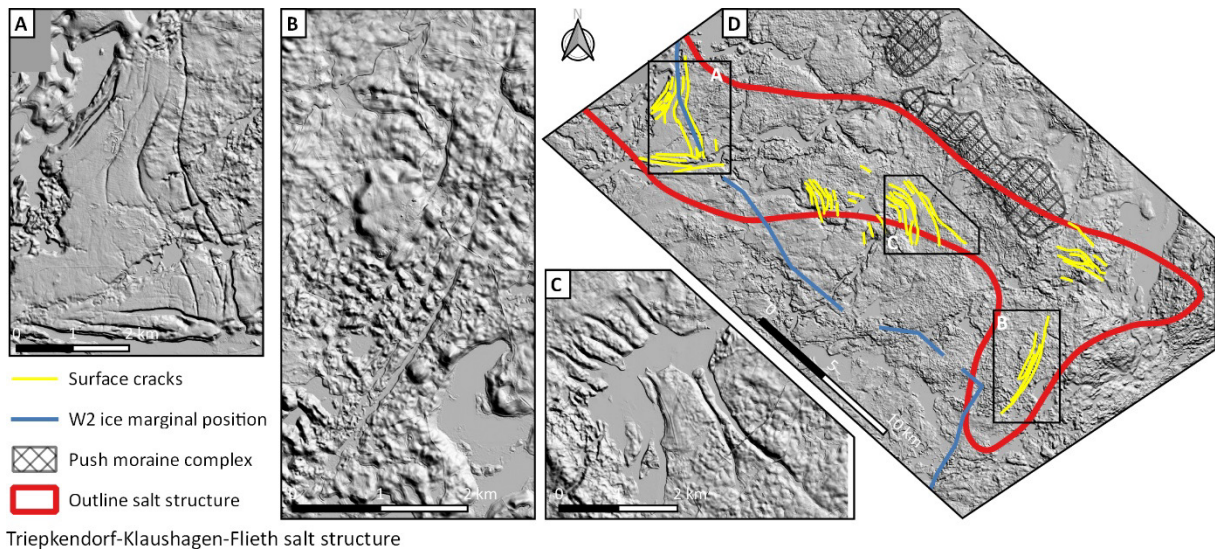 A
0 1 2 km
B
0 1 2 km
N
D
A
C
B
0 5 10 km
C
0 1 2 km
Surface cracks
W2 ice marginal position
Push moraine complex
Outline salt structure
Triepkendorf-Klaushagen-Flieth salt structure